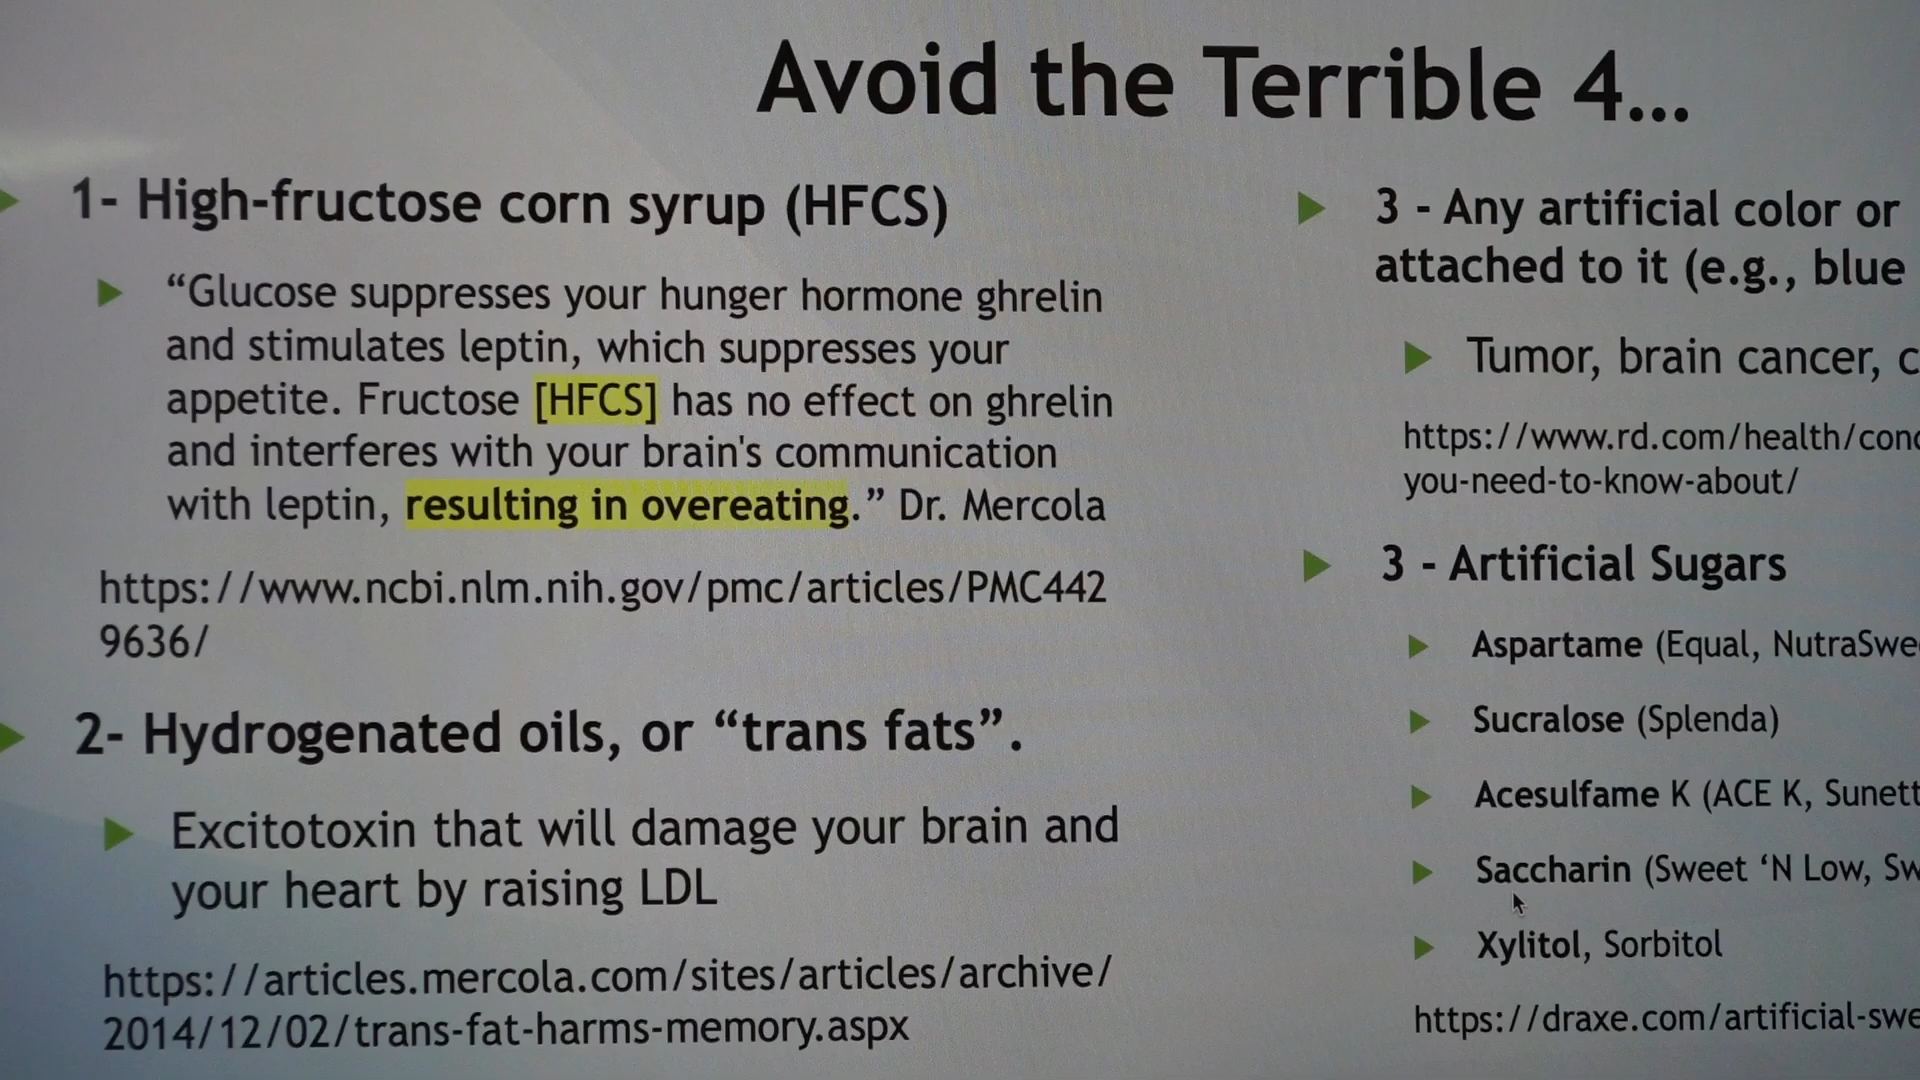 Avoid the Terrible 4...
1- High-fructose corn syrup (HFCS)
“Glucose suppresses your hunger hormone ghrelin
and stimulates leptin, which suppresses your
appetite. Fructose [HFCS] has no effect on ghrelin
and interferes with your brain's communication
with leptin, resulting in overeating.” Dr. Mercola
https://www.ncbi.nlm.nih.gov/pmc/articles/PMC442
9636/
2- Hydrogenated oils, or “trans fats”.
Excitotoxin that will damage your brain and
your heart by raising LDL
https://articles.mercola.com/sites/articles/archive/
2014/12/02/trans-fat-harms-memory.aspx
3 - Any artificial color or
attached to it (e.g., blue
Tumor, brain cancer,
https://www.rd.com/health/cond
you-need-to-know-about/
3 - Artificial Sugars
Aspartame (Equal, NutraSwe
Sucralose (Splenda)
Acesulfame K (ACE K, Sunett
Saccharin (Sweet ‘N Low, Sw
Xylitol, Sorbitol
https://draxe.com/artificial-swe